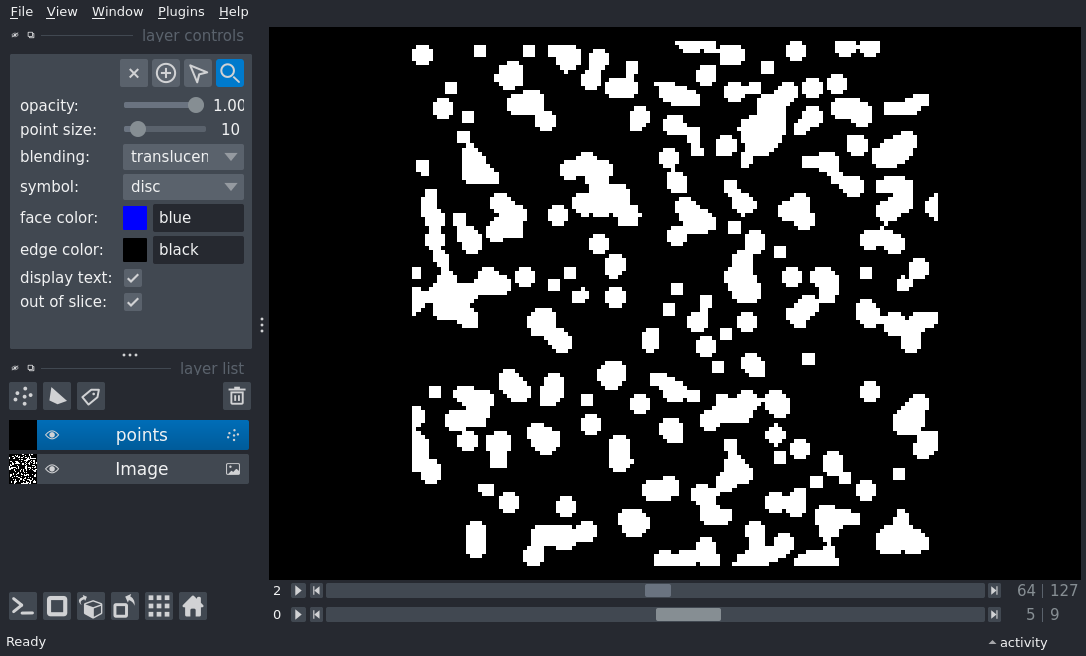 File View Window Plugins Help
layer controls
opacity: 1.00
point size: 10
blending: translucen
symbol: disc
face color: blue
edge color: black
display text:
out of slice:
layer list
points
Image
2 64 127
0 5 9
Ready activity